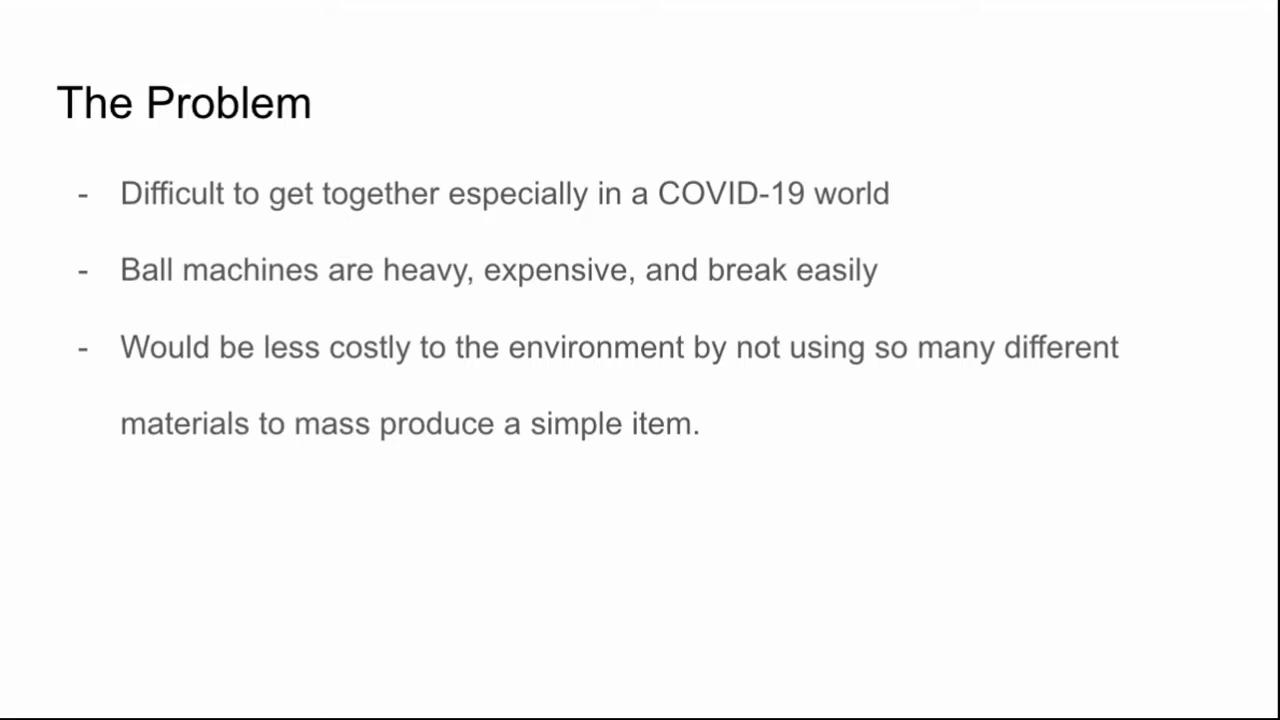 The Problem
- Difficult to get together especially in a COVID-19 world
- Ball machines are heavy, expensive, and break easily
- Would be less costly to the environment by not using so many different
materials to mass produce a simple item.